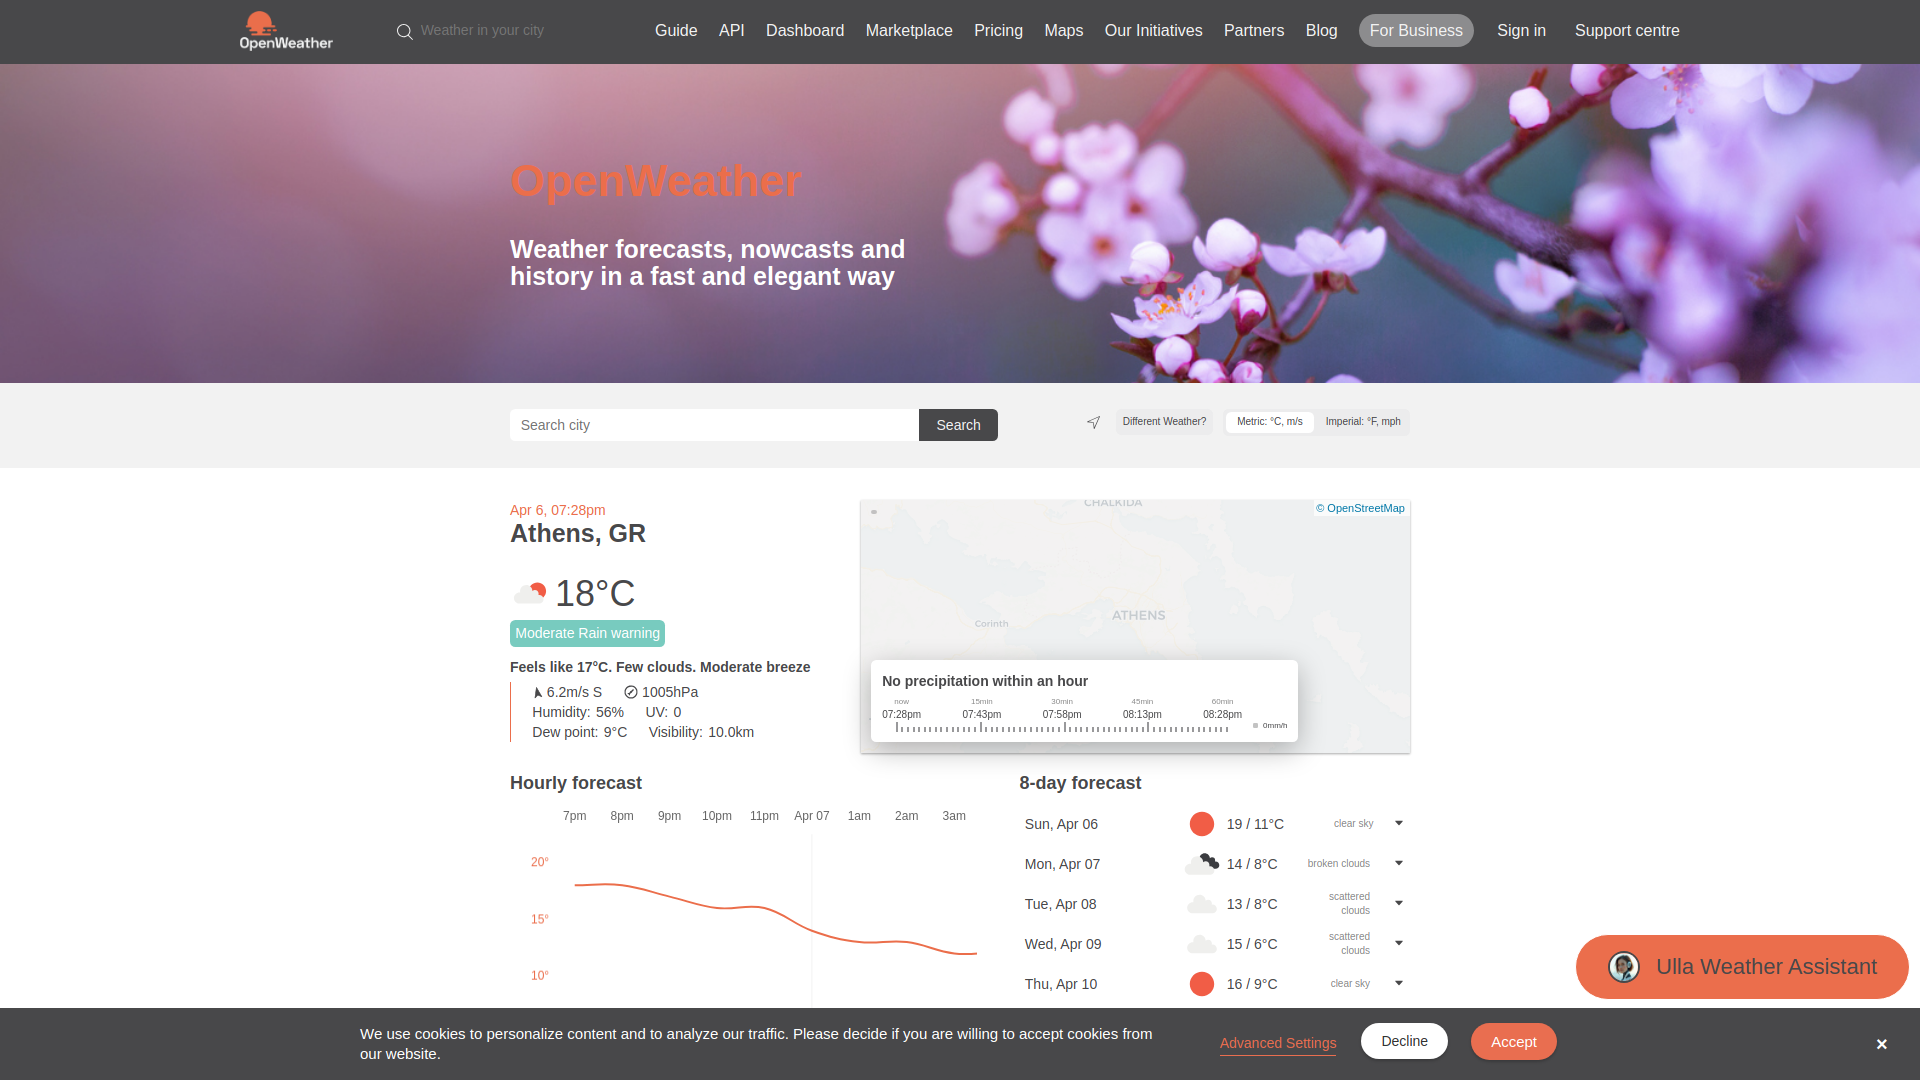 OpenWeather
Weather in your city
Guide API Dashboard Marketplace Pricing Maps Our Initiatives Partners Blog For Business Sign in Support centre
OpenWeather
Weather forecasts, nowcasts and
history in a fast and elegant way
Search city Search
Different Weather? Metric: °C, m/s Imperial: °F, mph
Apr 6, 07:28pm
Athens, GR
18°C
Moderate Rain warning
Feels like 17°C. Few clouds. Moderate breeze
6.2m/s S 1005hPa
Humidity: 56% UV: 0
Dew point: 9°C Visibility: 10.0km
CHALKIDA
© OpenStreetMap
ATHENS
Corinth
No precipitation within an hour
now 15min 30min 45min 60min
07:28pm 07:43pm 07:58pm 08:13pm 08:28pm
0mm/h
Hourly forecast
7pm 8pm 9pm 10pm 11pm Apr 07 1am 2am 3am
20°
15°
10°
8-day forecast
Sun, Apr 06 19 / 11°C clear sky
Mon, Apr 07 14 / 8°C broken clouds
Tue, Apr 08 13 / 8°C scattered
clouds
Wed, Apr 09 15 / 6°C scattered
clouds
Thu, Apr 10 16 / 9°C clear sky
Ulla Weather Assistant
We use cookies to personalize content and to analyze our traffic. Please decide if you are willing to accept cookies from
our website.
Advanced Settings Decline Accept ×